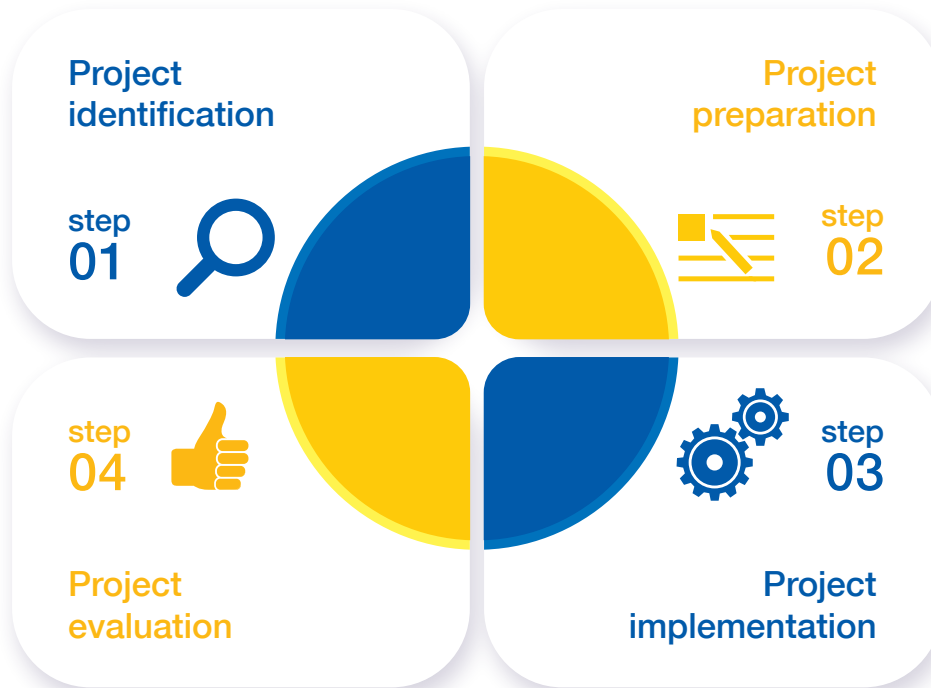 Project
identification
step
01
Project
preparation
step
02
step
03
Project
implementation
step
04
Project
evaluation